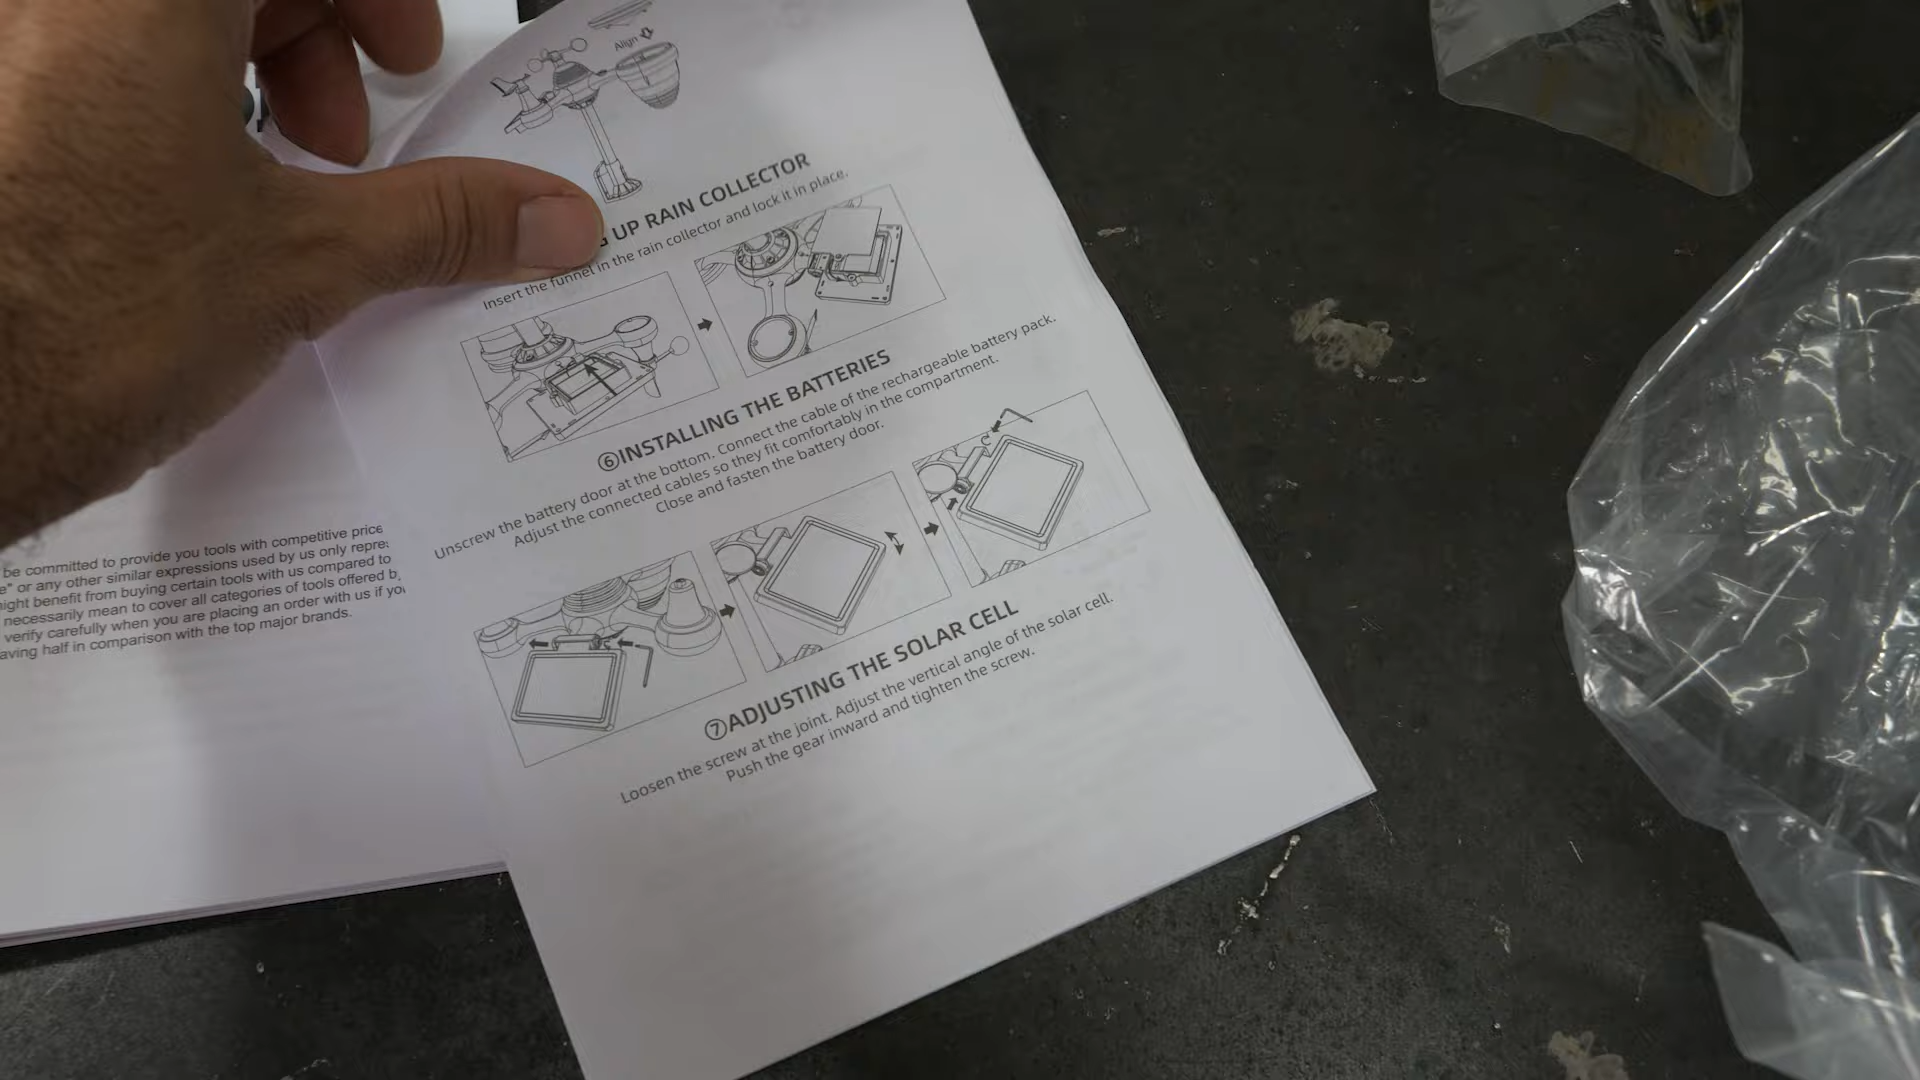 Align
UP RAIN COLLECTOR
Insert the funnel in the rain collector and lock it in place.
⑥INSTALLING THE BATTERIES
Unscrew the battery door at the bottom. Connect the cable of the rechargeable battery pack.
Adjust the connected cables so they fit comfortably in the compartment.
Close and fasten the battery door.
⑦ADJUSTING THE SOLAR CELL
Loosen the screw at the joint. Adjust the vertical angle of the solar cell.
Push the gear inward and tighten the screw.
be committed to provide you tools with competitive price
or any other similar expressions used by us only
benefit from buying certain tools with us compared to
necessarily mean to cover all categories of tools offered
verify carefully when you are placing an order with us if
half in comparison with the top major brands.